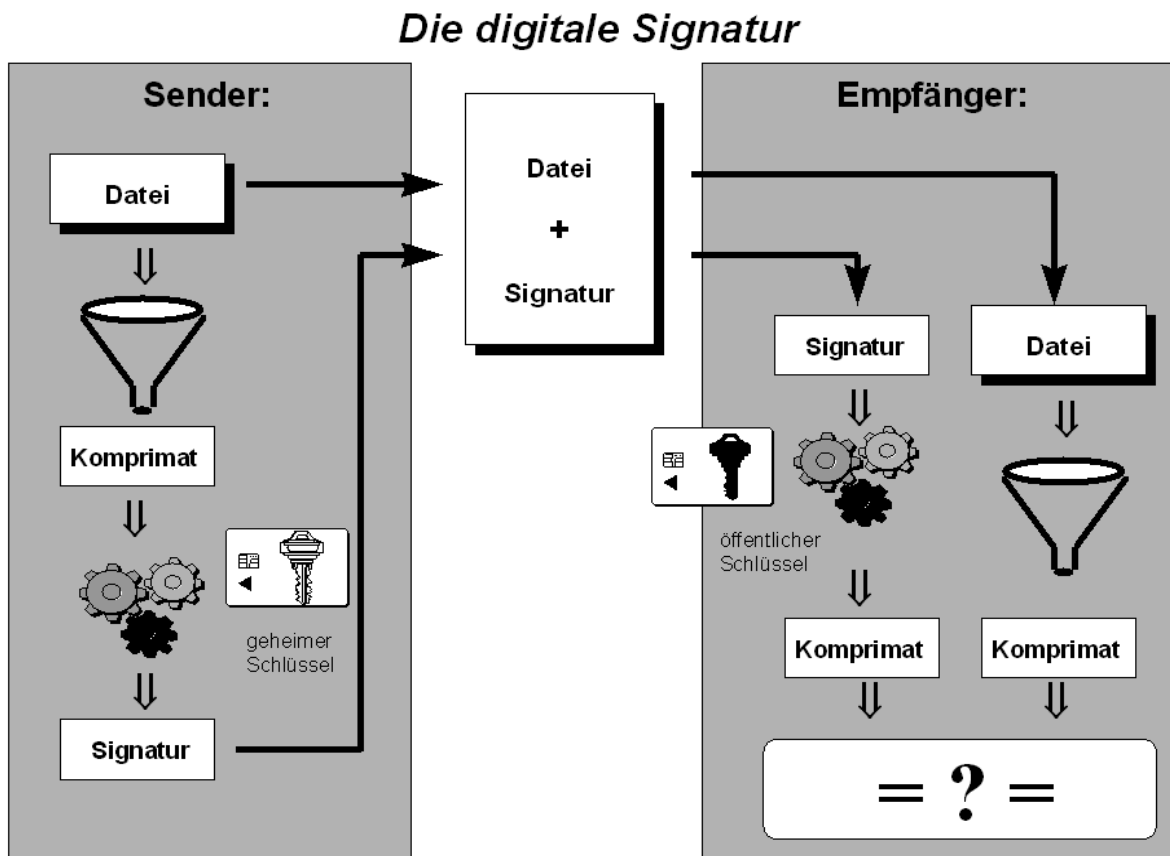 Die digitale Signatur
Sender:
Datei
Komprimat
geheimer
Schlüssel
Signatur
Datei
+
Signatur
Empfänger:
Signatur
Datei
öffentlicher
Schlüssel
Komprimat
Komprimat
= ? =